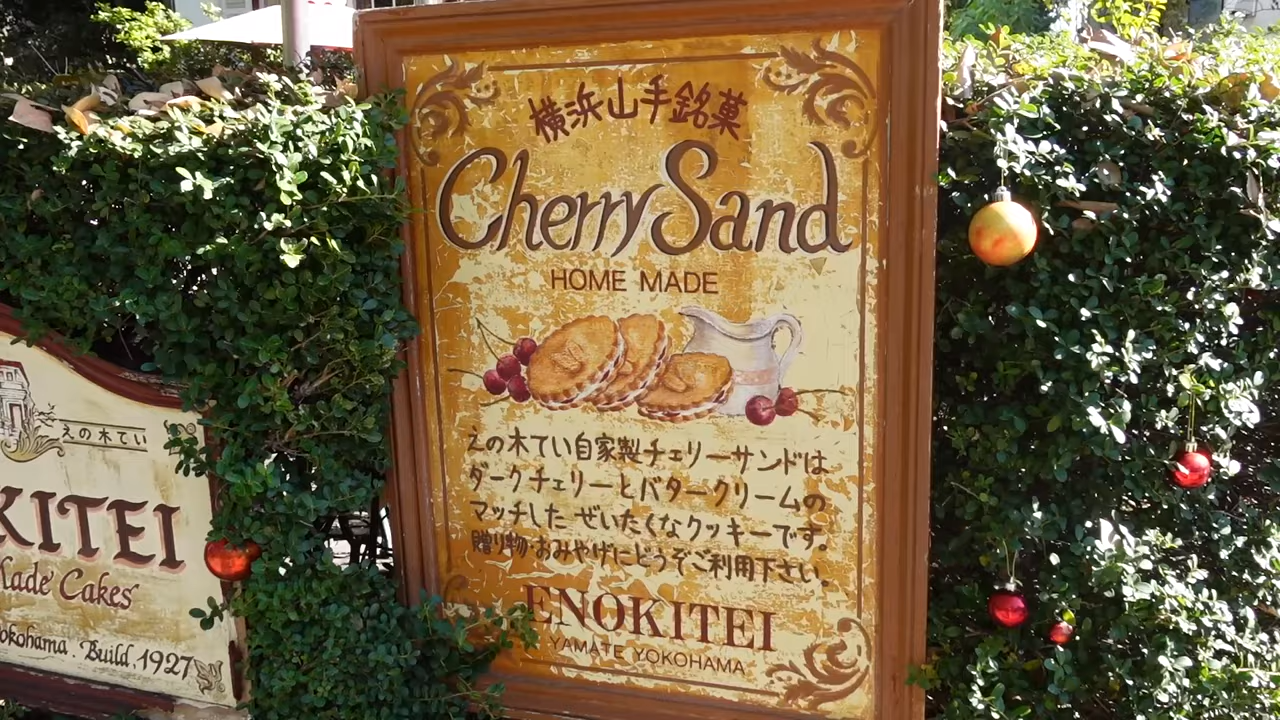 横浜山手銘菓
Cherry Sand
HOME MADE
えの木てい自家製チェリーサンドは
ダークチェリーとバタークリームの
マッチした ぜいたくなクッキーです。
贈り物・おみやげにどうぞご利用下さい。
ENOKITEI
YAMATE YOKOHAMA
えの木てい
KITEI
Made Cakes
okohama. Build.1927